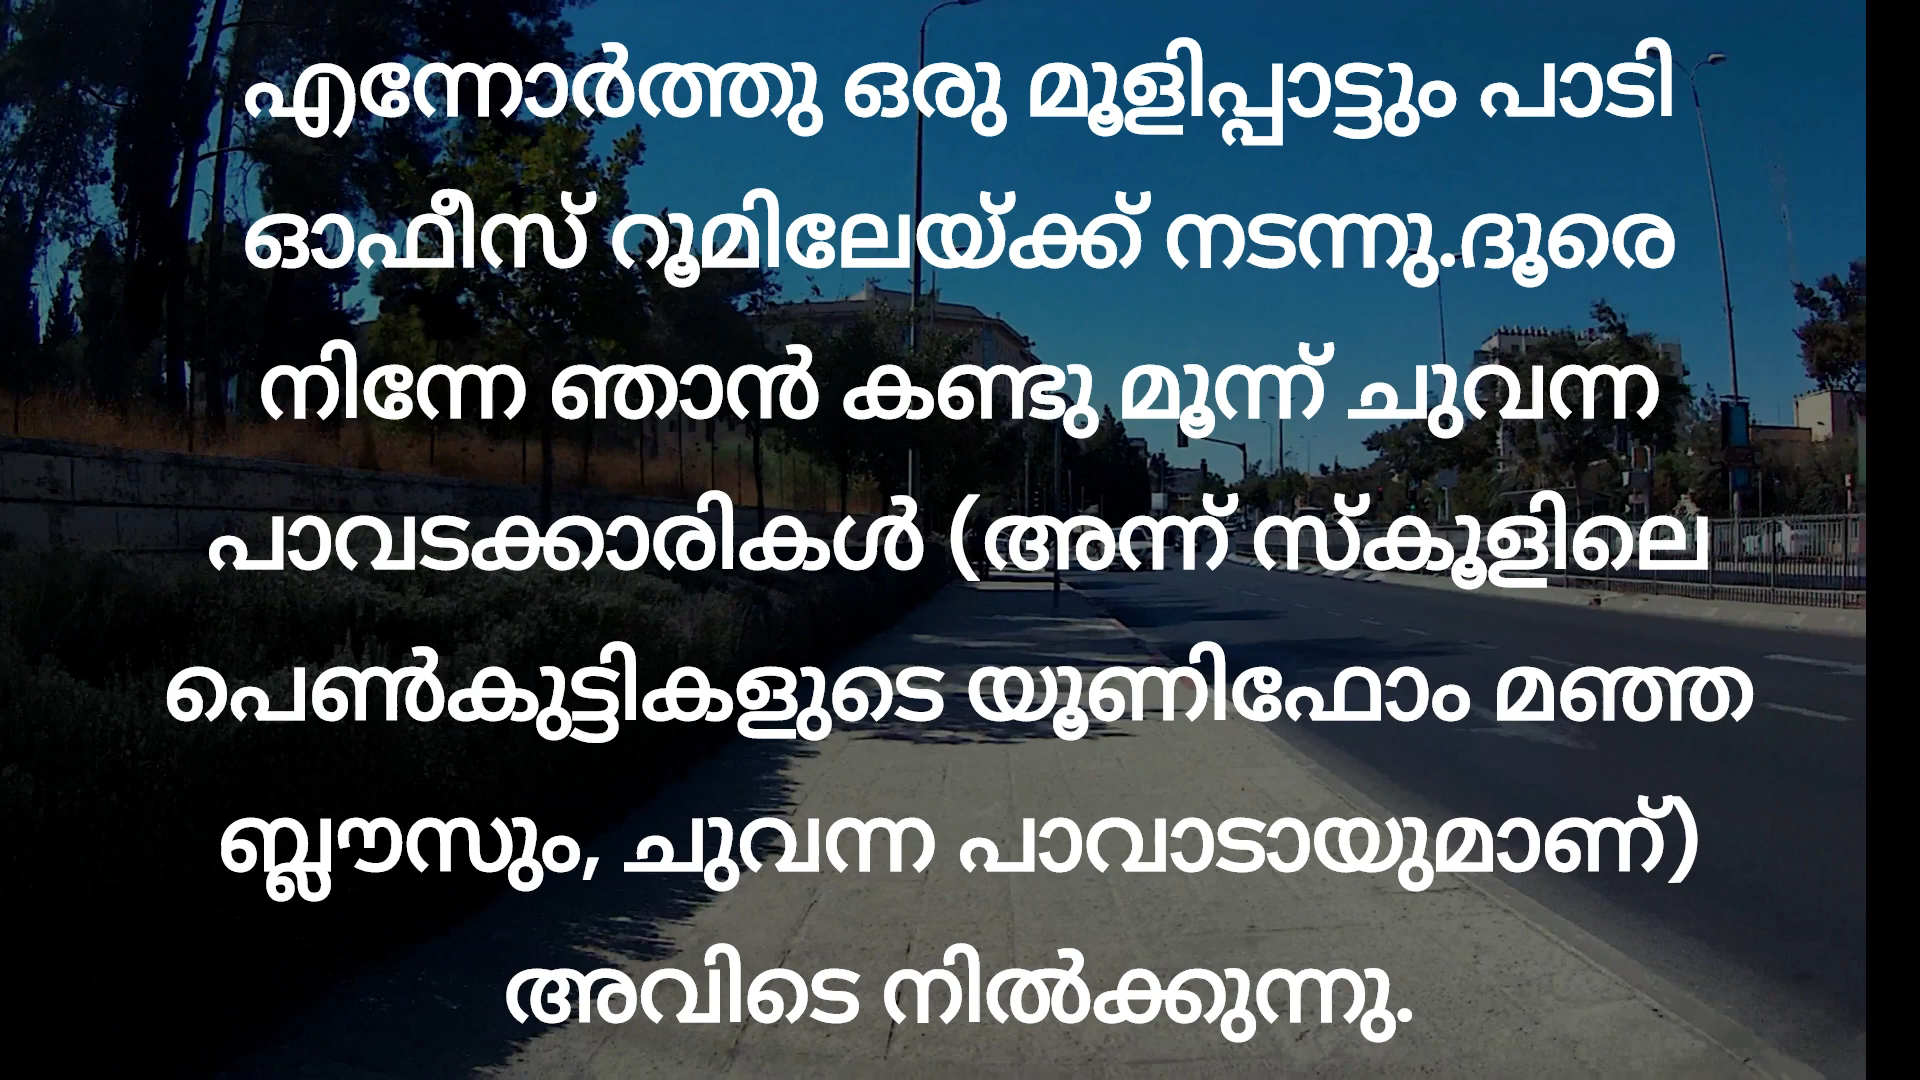 എന്നോർത്തു ഒരു മൂളിപ്പാട്ടും പാടി
ഓഫീസ് റൂമിലേയ്ക്ക് നടന്നു.ദൂരെ
നിന്നേ ഞാൻ കണ്ടു മൂന്ന് ചുവന്ന
പാവടക്കാരികൾ (അന്ന് സ്കൂളിലെ
പെൺകുട്ടികളുടെ യൂണിഫോം മഞ്ഞ
ബ്ലൗസും, ചുവന്ന പാവാടായുമാണ്)
അവിടെ നിൽക്കുന്നു.